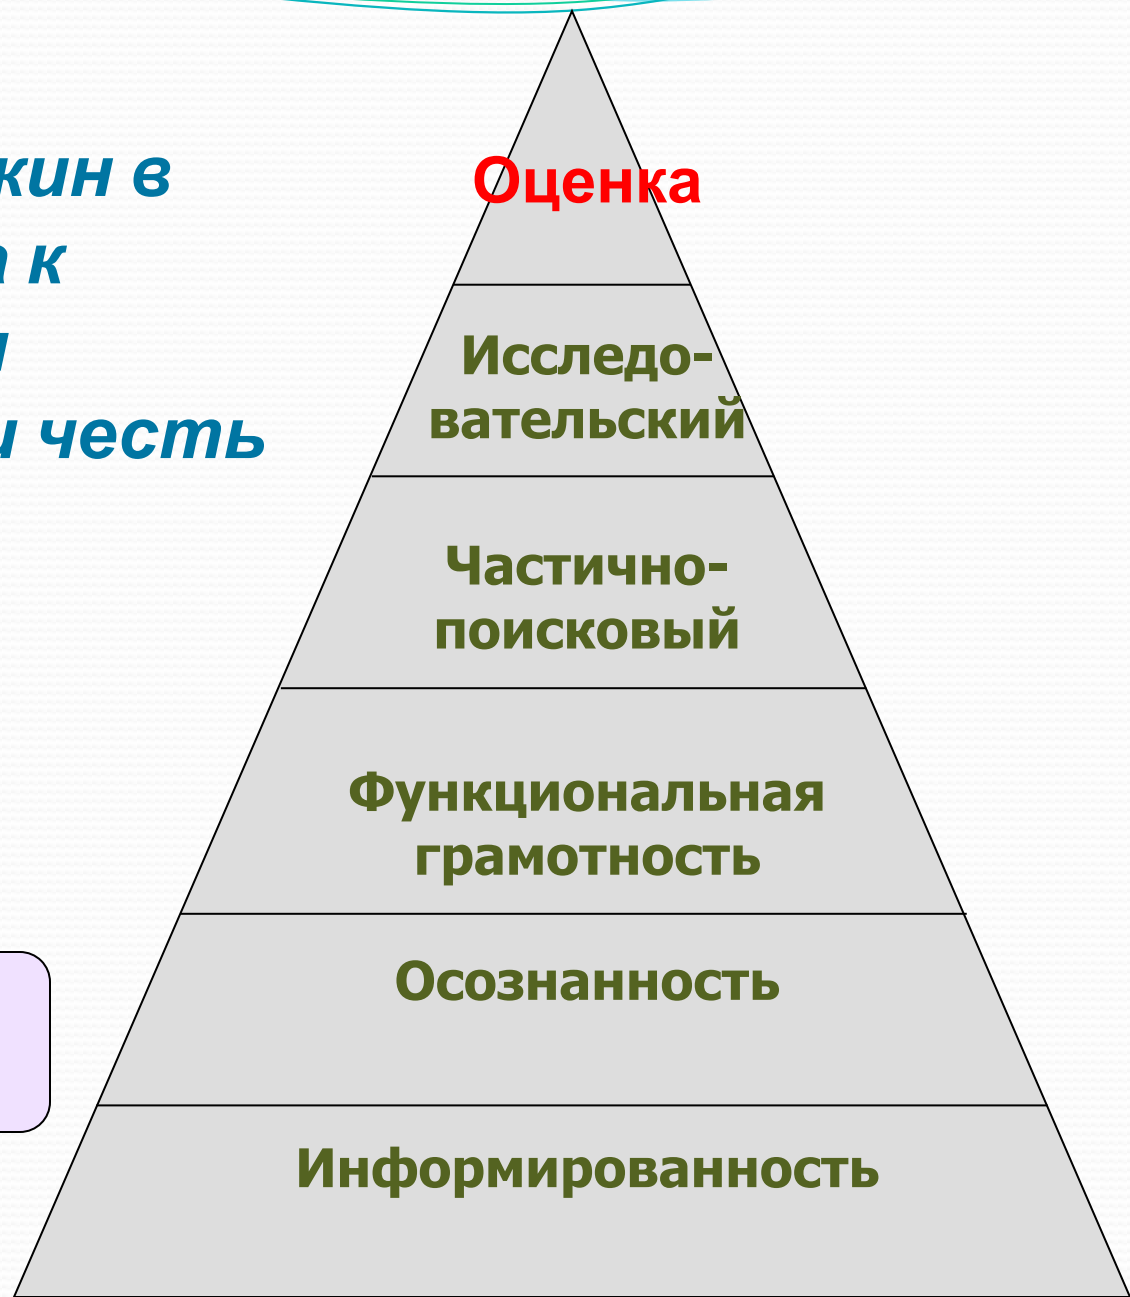 кин в
к
и честь
Оценка
Исследо-
вательский
Частично-
поисковый
Функциональная
грамотность
Осознанность
Информированность